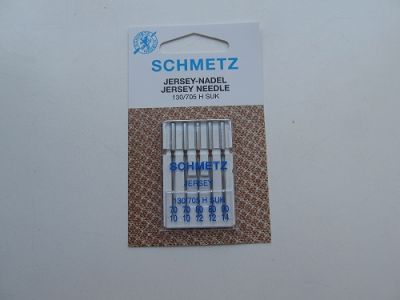 SCHMETZ
JERSEY-NADEL
JERSEY NEEDLE
130/705 H SUK
SCHMETZ
JERSEY
130/705 H SUK
70 70 80 80 90
10 10 12 12 14